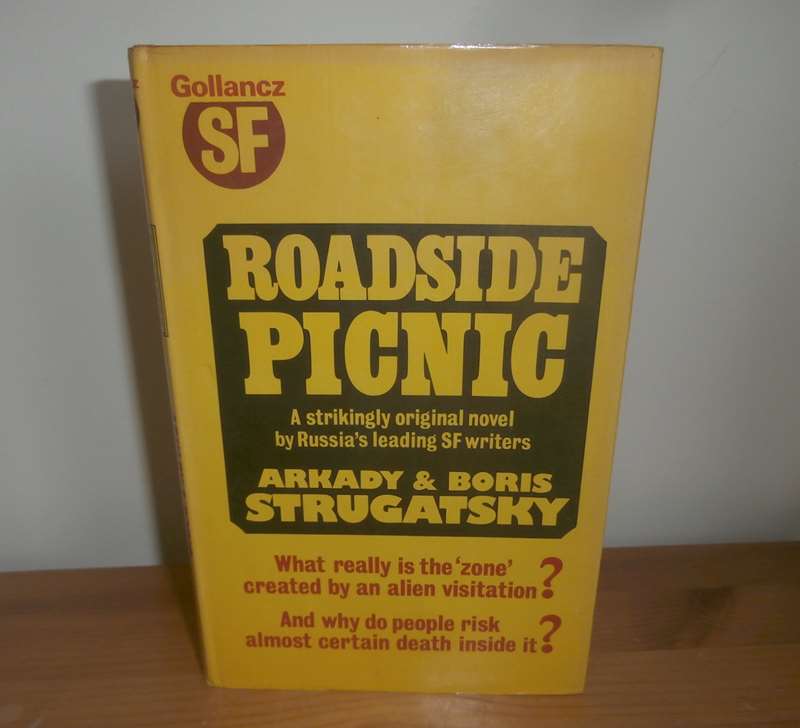 Gollancz
SF
ROADSIDE
PICNIC
A strikingly original novel
by Russia's leading SF writers
ARKADY & BORIS
STRUGATSKY
What really is the 'zone'
created by an alien visitation?
And why do people risk
almost certain death inside it?